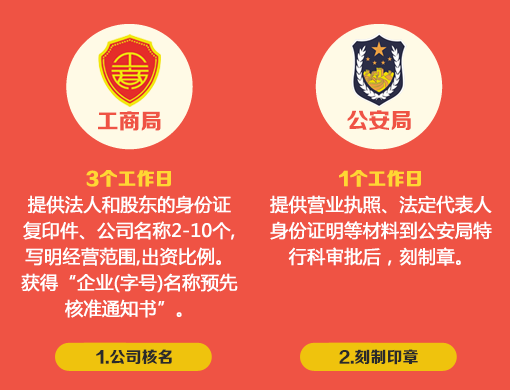 工商局
3个工作日
提供法人和股东的身份证
复印件、公司名称2-10个,
写明经营范围,出资比例。
获得“企业(字号)名称预先
核准通知书”。
1.公司核名
公安局
1个工作日
提供营业执照、法定代表人
身份证明等材料到公安局特
行科审批后，刻制章。
2.刻制印章